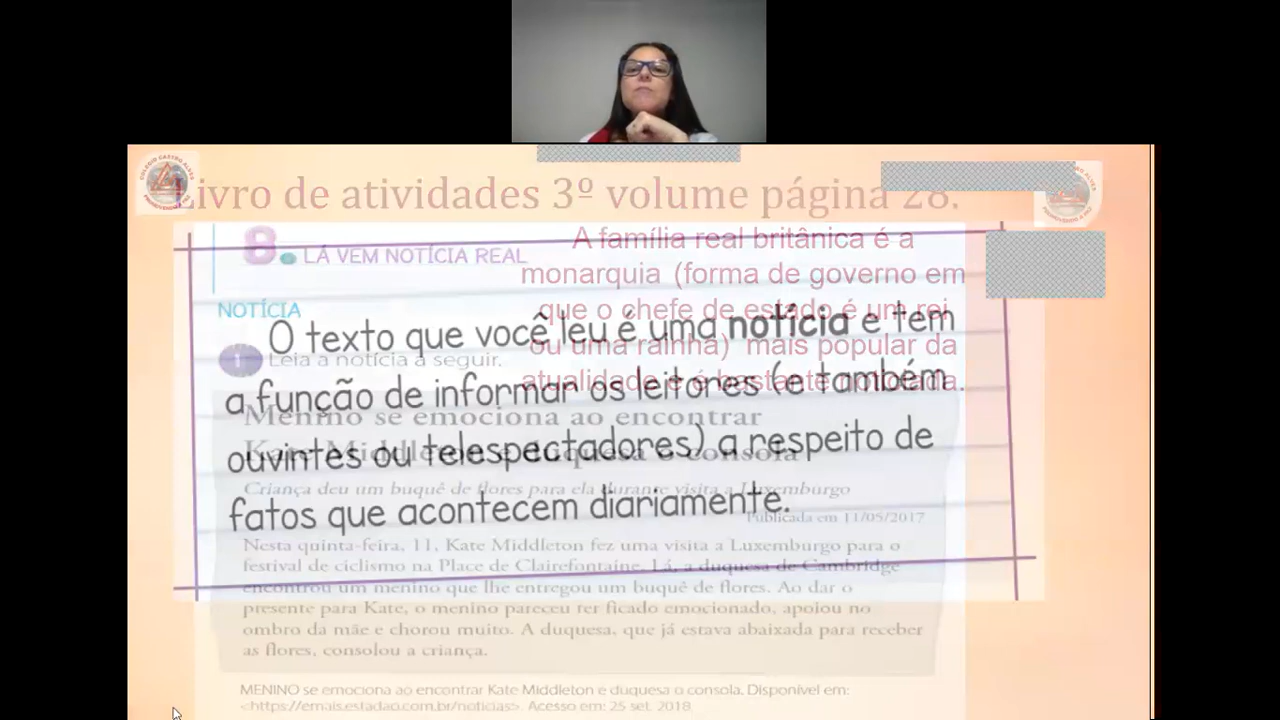 Livro de atividades 3º volume página 28.
8. LÁ VEM NOTÍCIA REAL
A família real britânica é a
monarquia (forma de governo em
que o chefe de estado é um rei
ou uma rainha) mais popular da
atualidade e é bastante noticiada.
NOTÍCIA
1 Leia a notícia a seguir.
O texto que você leu é uma notícia e tem
a função de informar os leitores (e também
ouvintes ou telespectadores) a respeito de
fatos que acontecem diariamente.
Menino se emociona ao encontrar
Kate Middleton e duquesa o consola
Criança deu um buquê de flores para ela durante visita a Luxemburgo
Publicada em 11/05/2017
Nesta quinta-feira, 11, Kate Middleton fez uma visita a Luxemburgo para o
festival de ciclismo na Place de Clairefontaine. Lá, a duquesa de Cambridge
encontrou um menino que lhe entregou um buquê de flores. Ao dar o
presente para Kate, o menino pareceu ter ficado emocionado, apoiou no
ombro da mãe e chorou muito. A duquesa, que já estava abaixada para receber
as flores, consolou a criança.
MENINO se emociona ao encontrar Kate Middleton e duquesa o consola. Disponível em:
<https://emais.estadao.com.br/noticias>. Acesso em: 25 set. 2018.